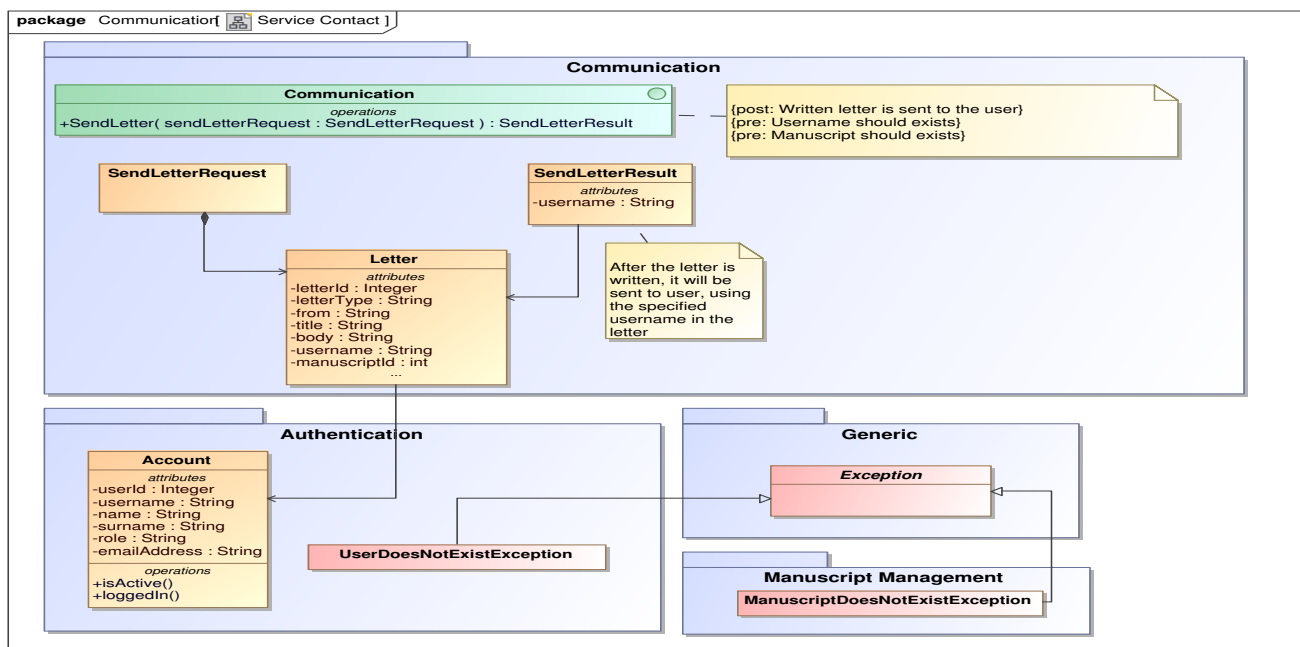 package Communication[ Service Contact ]
Communication
Communication
operations
+SendLetter( sendLetterRequest : SendLetterRequest ) : SendLetterResult
{post: Written letter is sent to the user}
{pre: Username should exists}
{pre: Manuscript should exists}
SendLetterRequest
SendLetterResult
attributes
-username : String
Letter
attributes
-letterId : Integer
-letterType : String
-from : String
-title : String
-body : String
-username : String
-manuscriptId : int
...
After the letter is
written, it will be
sent to user, using
the specified
username in the
letter
Authentication
Account
attributes
-userId : Integer
-username : String
-name : String
-surname : String
-role : String
-emailAddress : String
operations
+isActive()
+loggedIn()
UserDoesNotExistException
Generic
Exception
Manuscript Management
ManuscriptDoesNotExistException